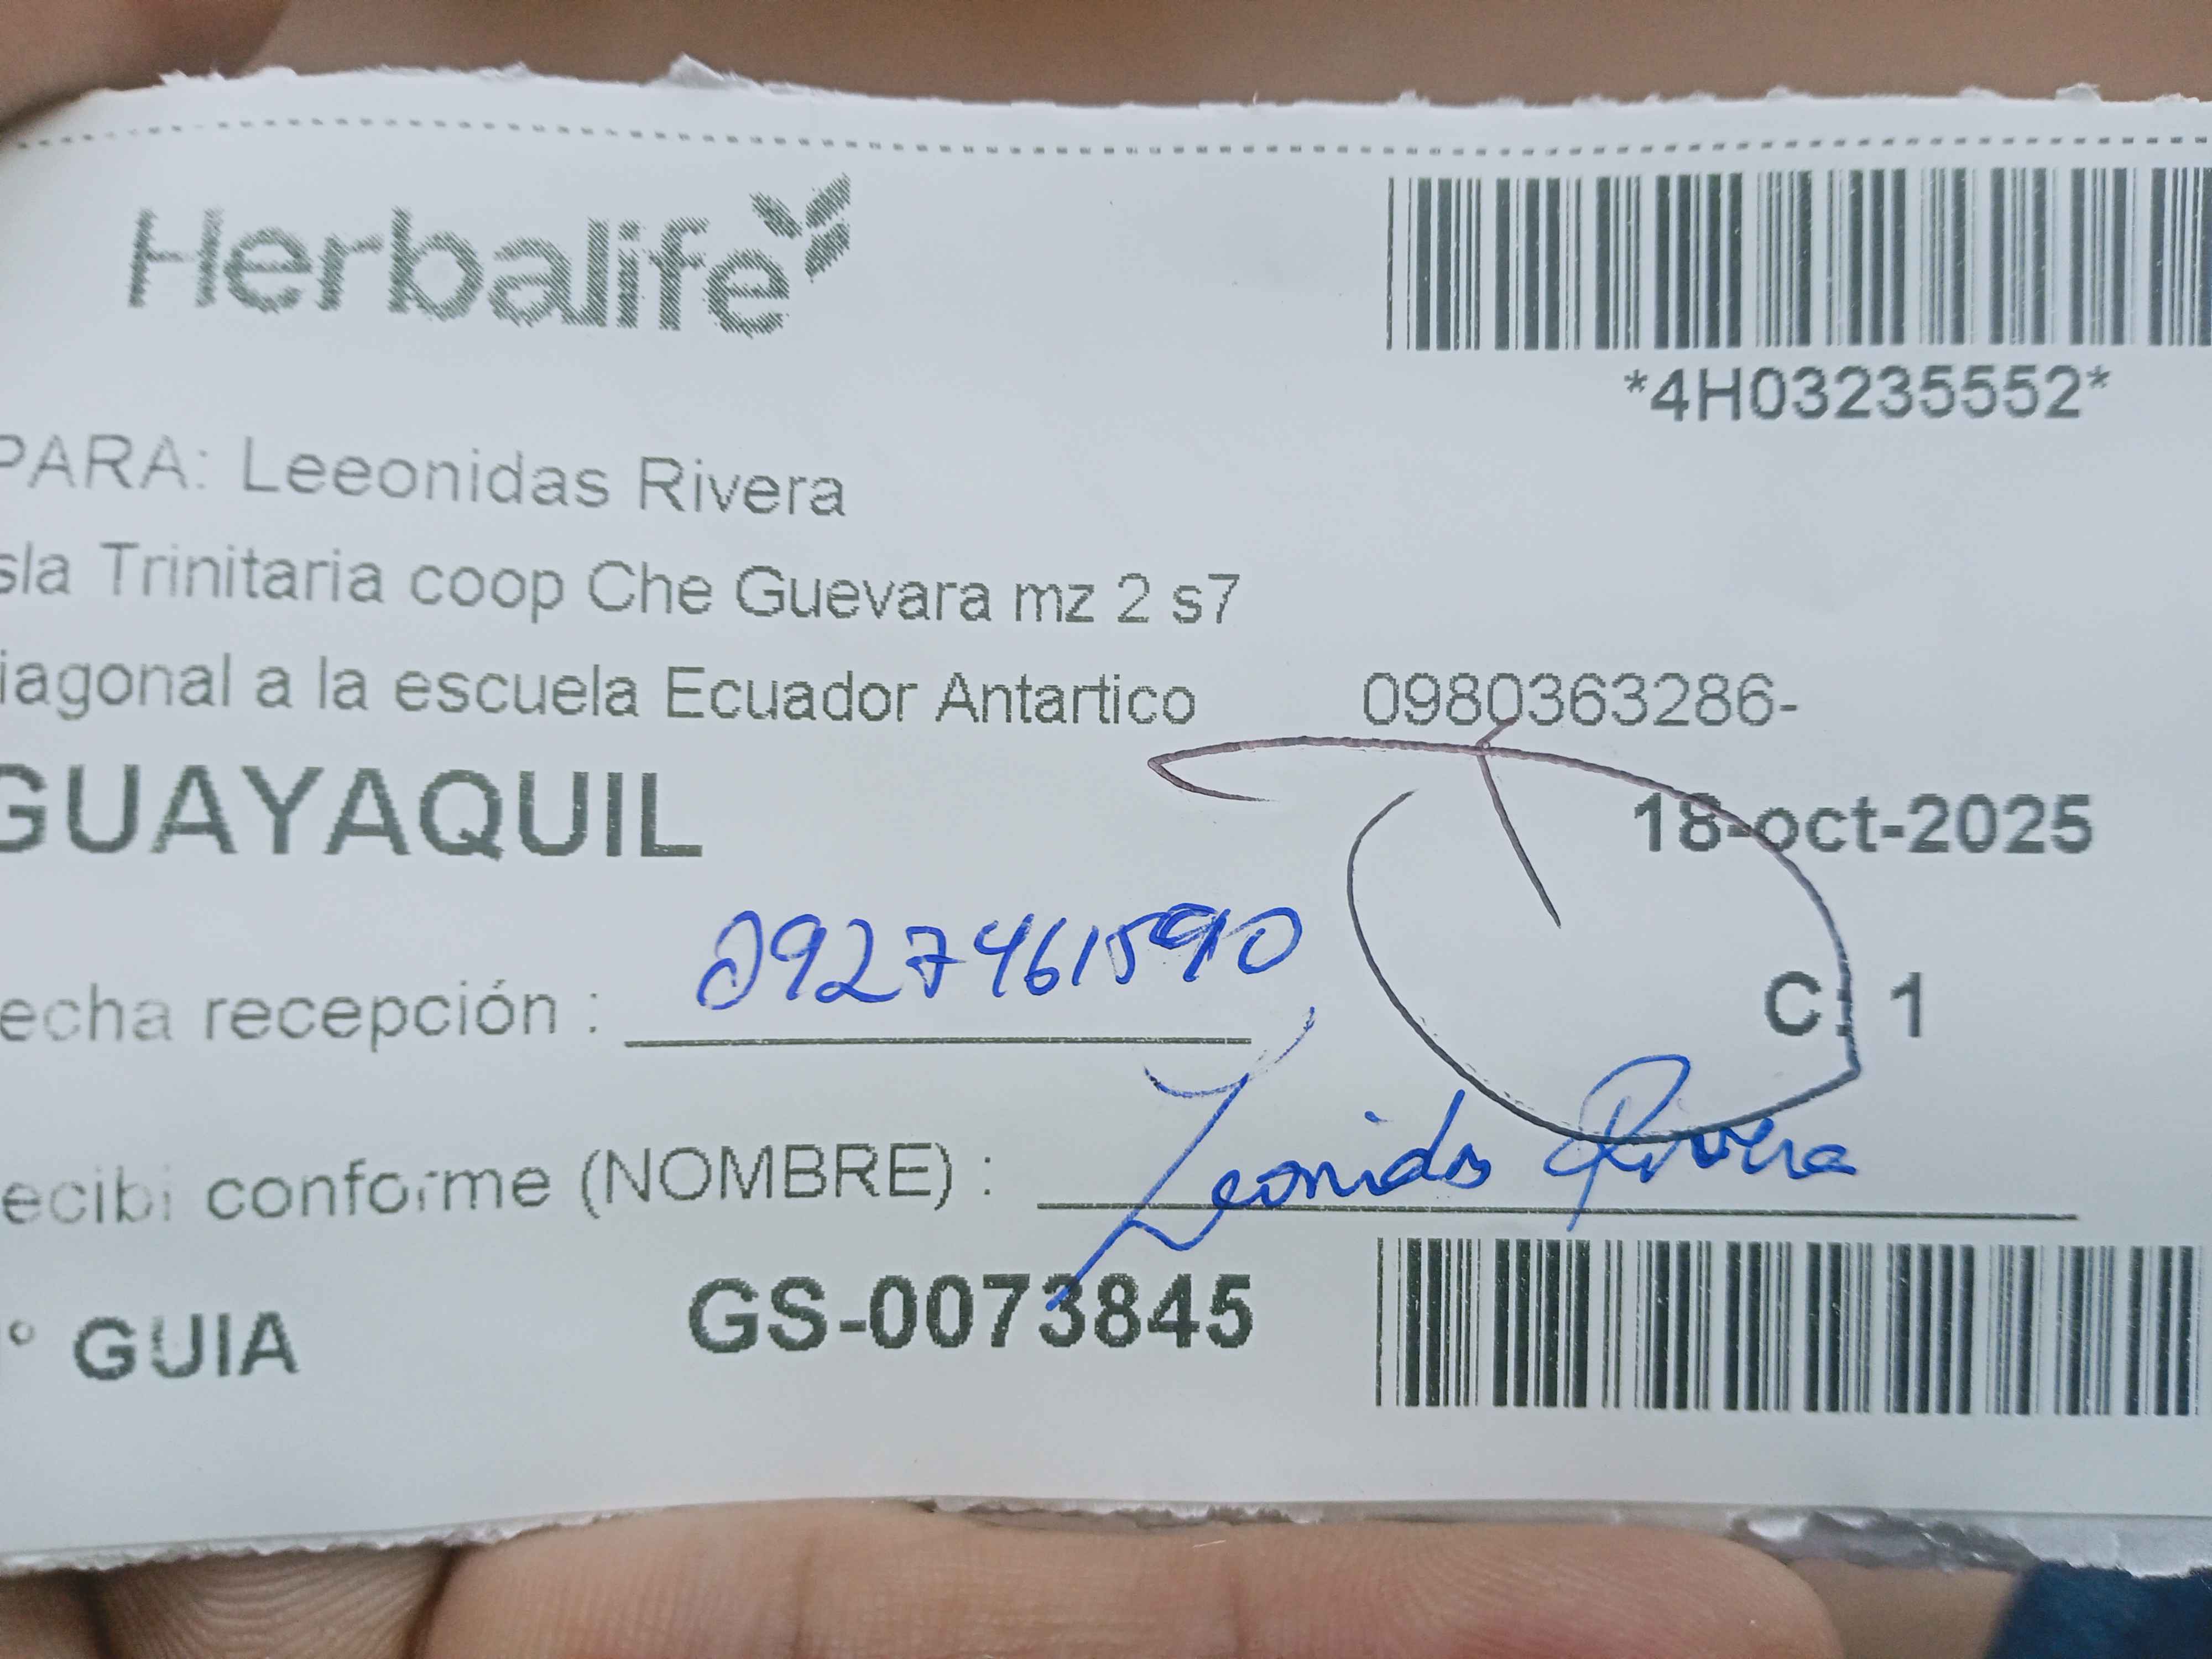 Herbalife
*4H03235552*
PARA: Leeonidas Rivera
sla Trinitaria coop Che Guevara mz 2 s7
iagonal a la escuela Ecuador Antartico 0980363286-
GUAYAQUIL 18-oct-2025
echa recepción : 0927461590 C: 1
ecibi conforme (NOMBRE) : Leonidas Rivera
° GUIA GS-0073845